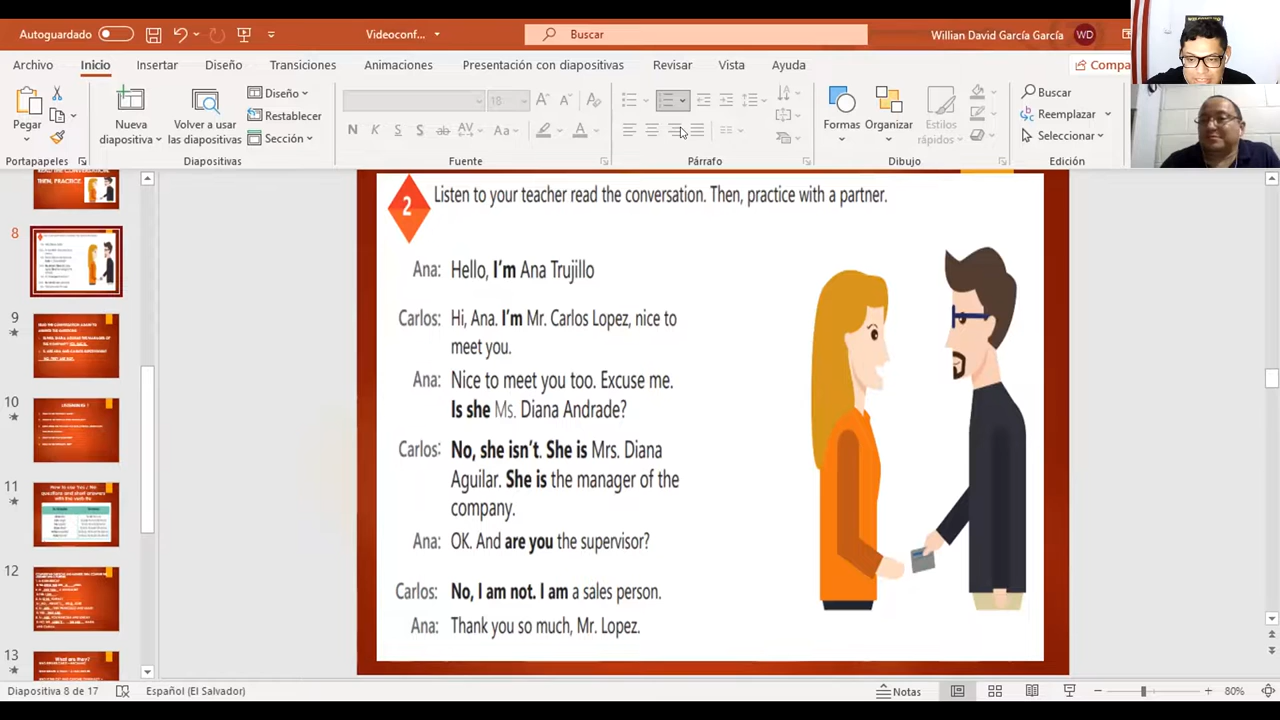 Autoguardado
Videoconf...
Buscar
Willian David García García
WD
Archivo
Inicio
Insertar
Diseño
Transiciones
Animaciones
Presentación con diapositivas
Revisar
Vista
Ayuda
Compa
Pegar
Nueva diapositiva
Volver a usar las diapositivas
Diseño
Restablecer
Sección
18
Formas
Organizar
Estilos rápidos
Buscar
Reemplazar
Seleccionar
Portapapeles
Diapositivas
Fuente
Párrafo
Dibujo
Edición
8
9
10
11
12
13
2
Listen to your teacher read the conversation. Then, practice with a partner.
Ana: Hello, I'm Ana Trujillo
Carlos: Hi, Ana. I'm Mr. Carlos Lopez, nice to
meet you
Ana: Nice to meet you too. Excuse me.
Is she Ms. Diana Andrade?
Carlos: No, she isn't. She is Mrs. Diana
Aguilar. She is the manager of the
company.
Ana: OK. And are you the supervisor?
Carlos: No, I am not. I am a sales person.
Ana: Thank you so much, Mr. Lopez.
Diapositiva 8 de 17
Español (El Salvador)
Notas
80%